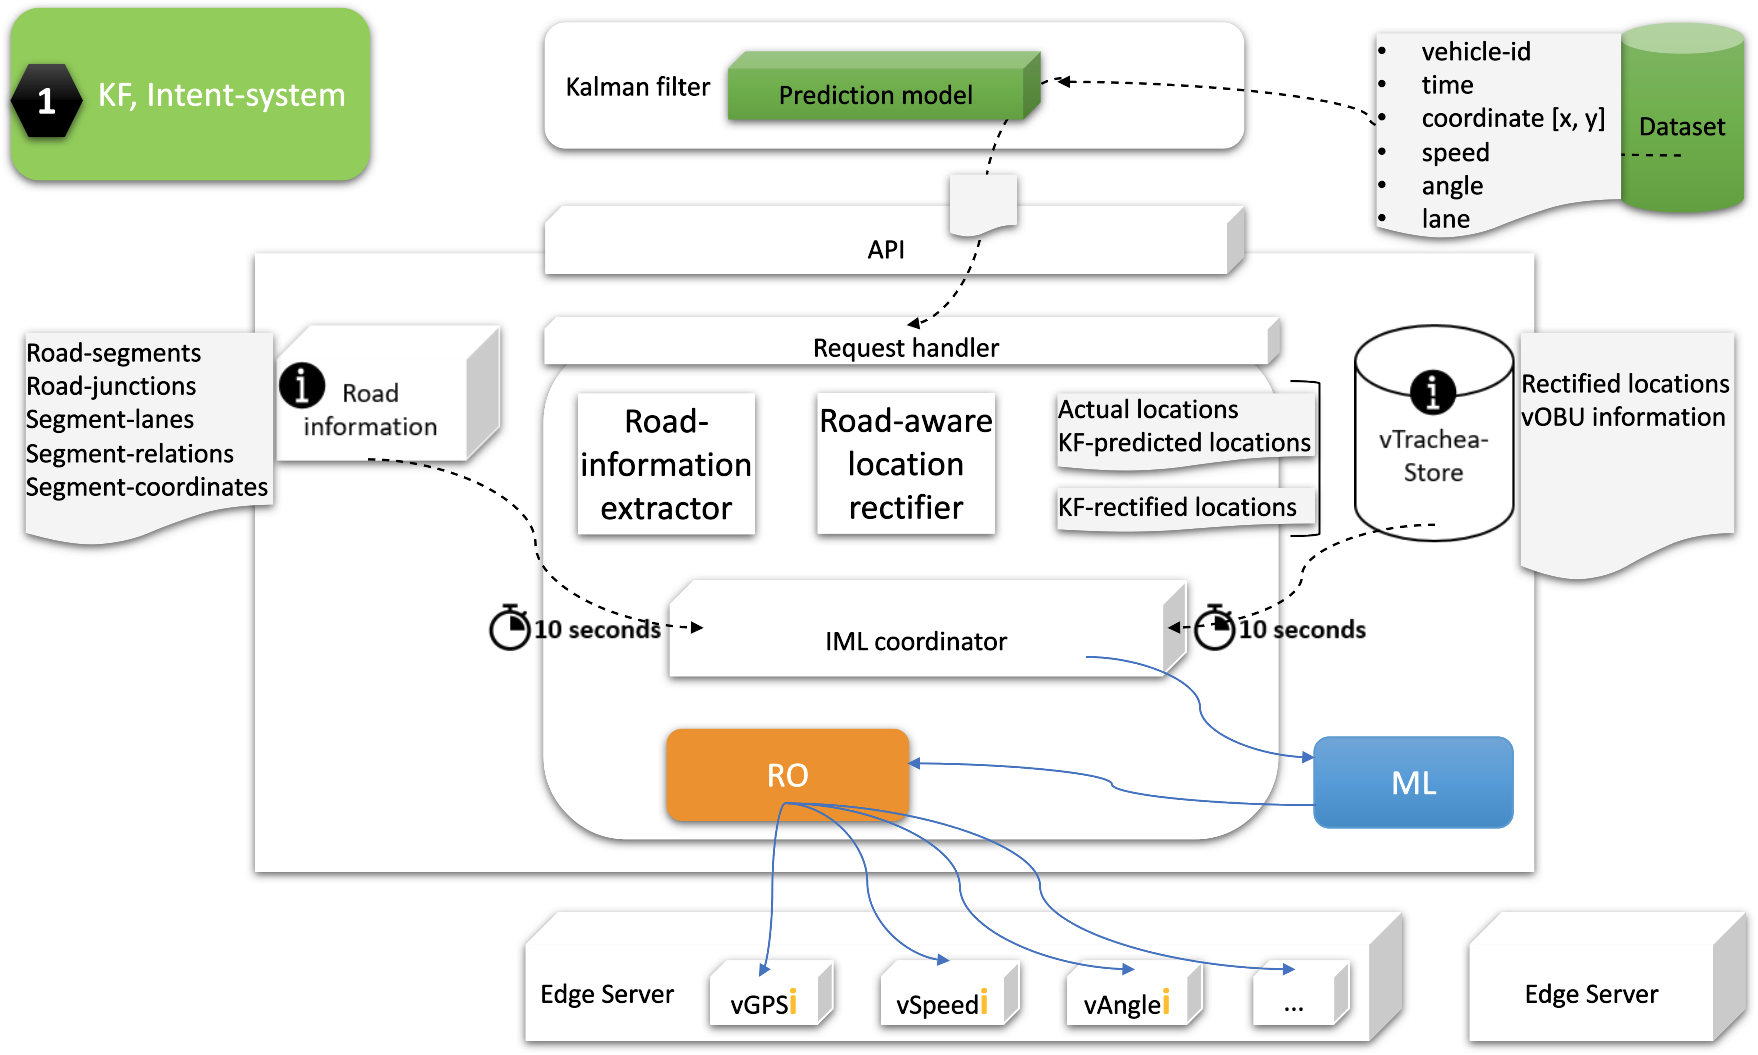 1
KF, Intent-system
Kalman filter
Prediction model
• vehicle-id
• time
• coordinate [x, y]
• speed
• angle
• lane
Dataset
API
Request handler
Road-segments
Road-junctions
Segment-lanes
Segment-relations
Segment-coordinates
i
Road
information
Road-
information
extractor
Road-aware
location
rectifier
Actual locations
KF-predicted locations
KF-rectified locations
i
vTrachea-
Store
Rectified locations
vOBU information
10 seconds
IML coordinator
10 seconds
RO
ML
Edge Server
vGPSi
vSpeedi
vAnglei
...
Edge Server